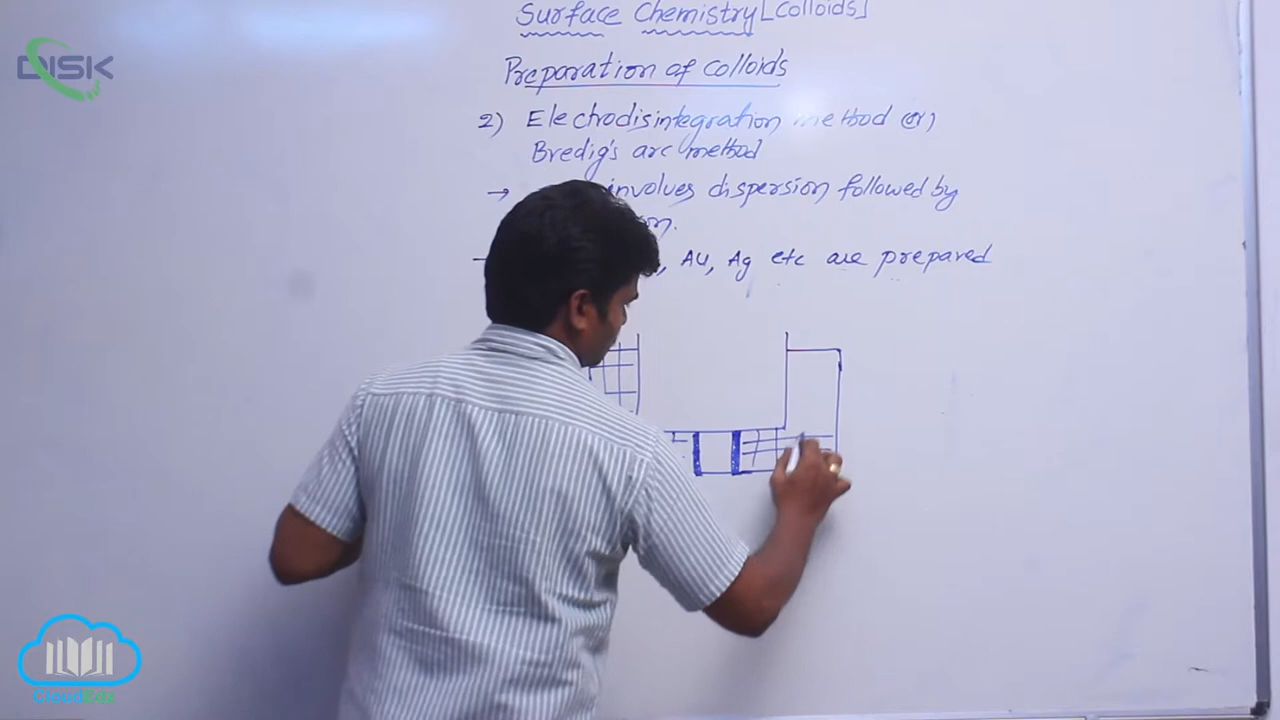 Surface Chemistry [Colloids]
DISK
Preparation of Colloids
2) Electrodisintegration method (or)
Bredig's arc method
→ involves dispersion followed by
, Au, Ag etc are prepared
CloudEdz